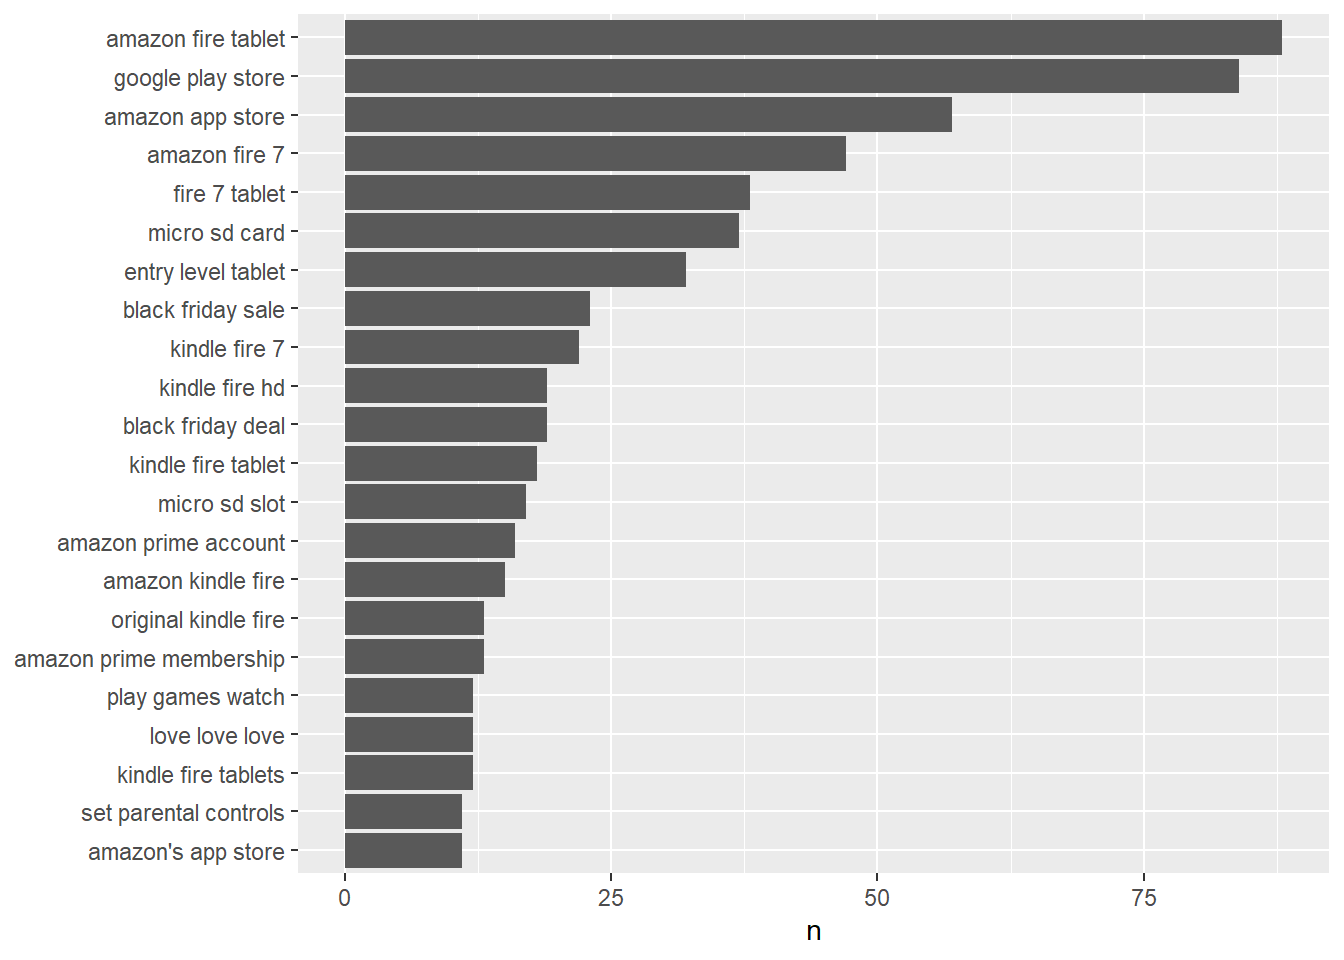 amazon fire tablet
google play store
amazon app store
amazon fire 7
fire 7 tablet
micro sd card
entry level tablet
black friday sale
kindle fire 7
kindle fire hd
black friday deal
kindle fire tablet
micro sd slot
amazon prime account
amazon kindle fire
original kindle fire
amazon prime membership
play games watch
love love love
kindle fire tablets
set parental controls
amazon's app store
0 25 50 75
n